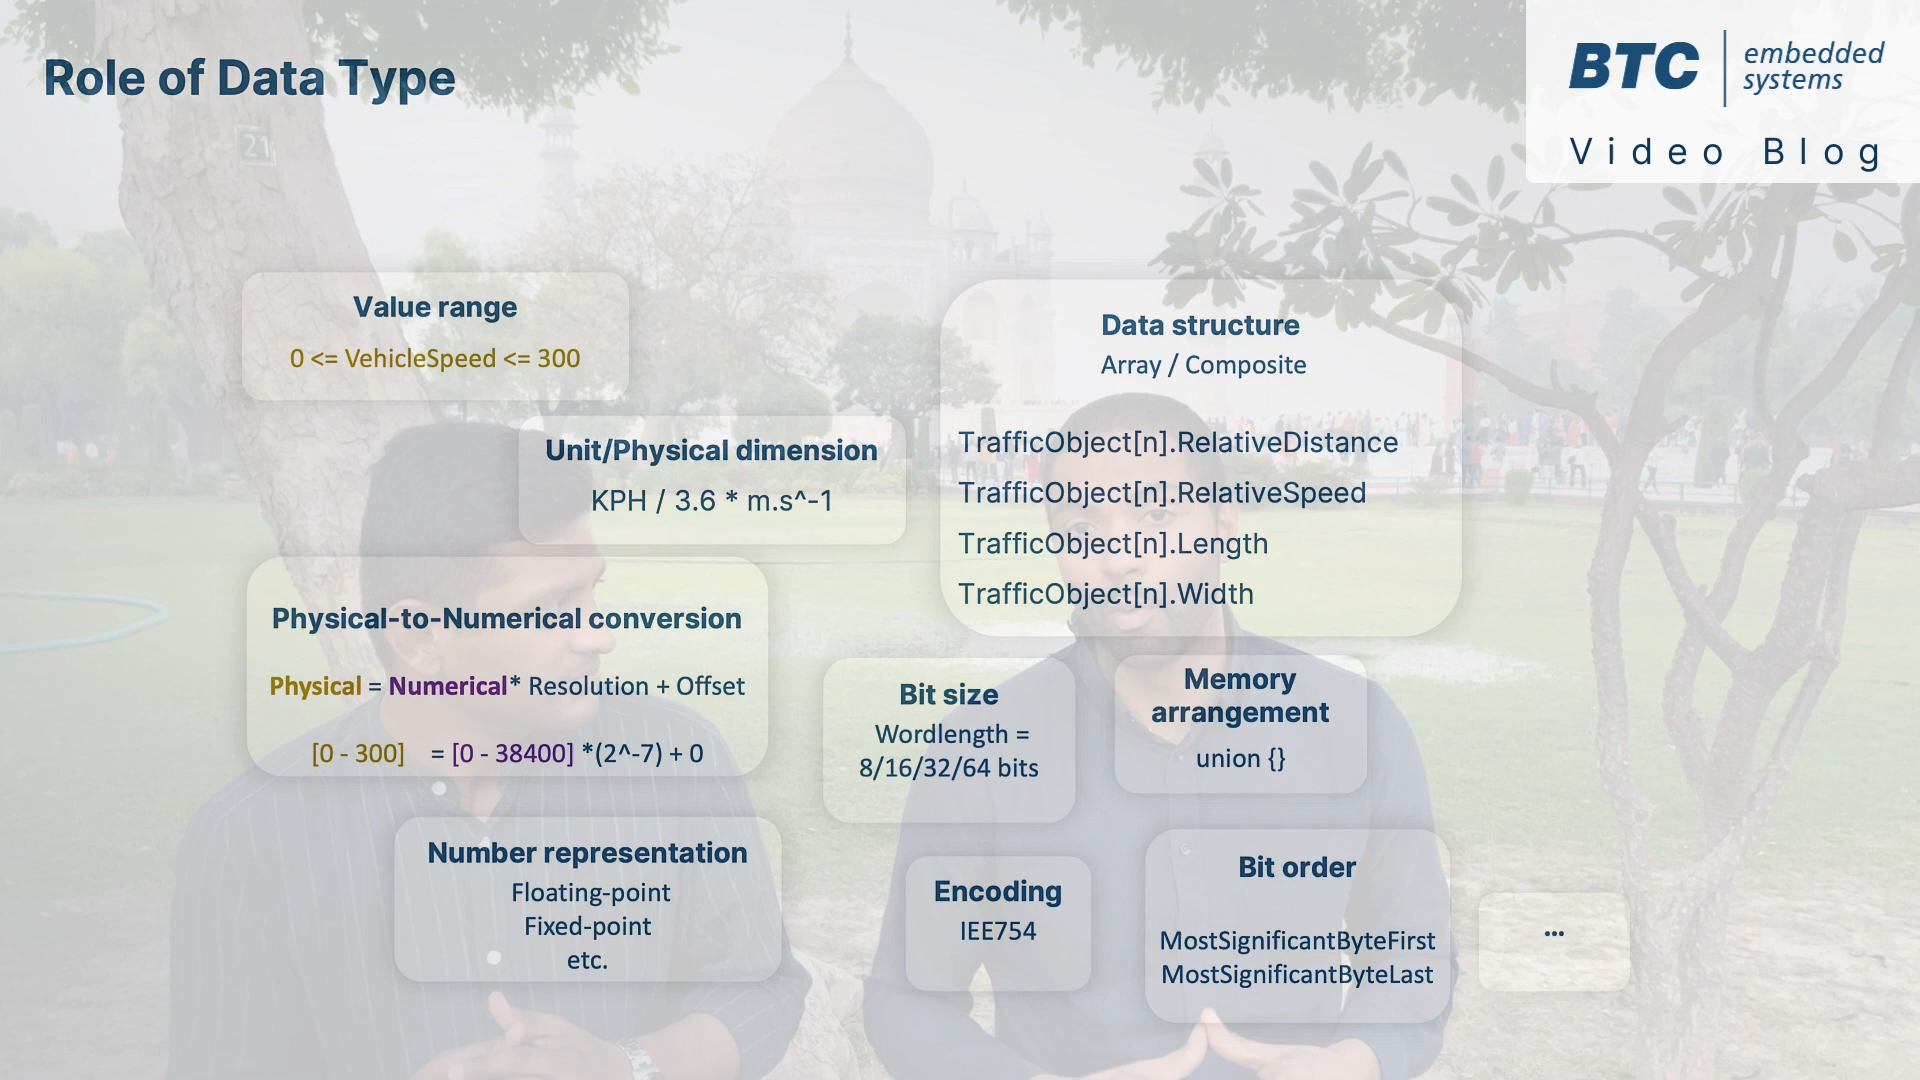 Role of Data Type
BTC embedded systems
Video Blog
21
Value range
0 <= VehicleSpeed <= 300
Unit/Physical dimension
KPH / 3.6 * m.s^-1
Physical-to-Numerical conversion
Physical = Numerical* Resolution + Offset
[0 - 300] = [0 - 38400] *(2^-7) + 0
Number representation
Floating-point
Fixed-point
etc.
Data structure
Array / Composite
TrafficObject[n].RelativeDistance
TrafficObject[n].RelativeSpeed
TrafficObject[n].Length
TrafficObject[n].Width
Bit size
Wordlength =
8/16/32/64 bits
Memory
arrangement
union {}
Encoding
IEE754
Bit order
MostSignificantByteFirst
MostSignificantByteLast
...